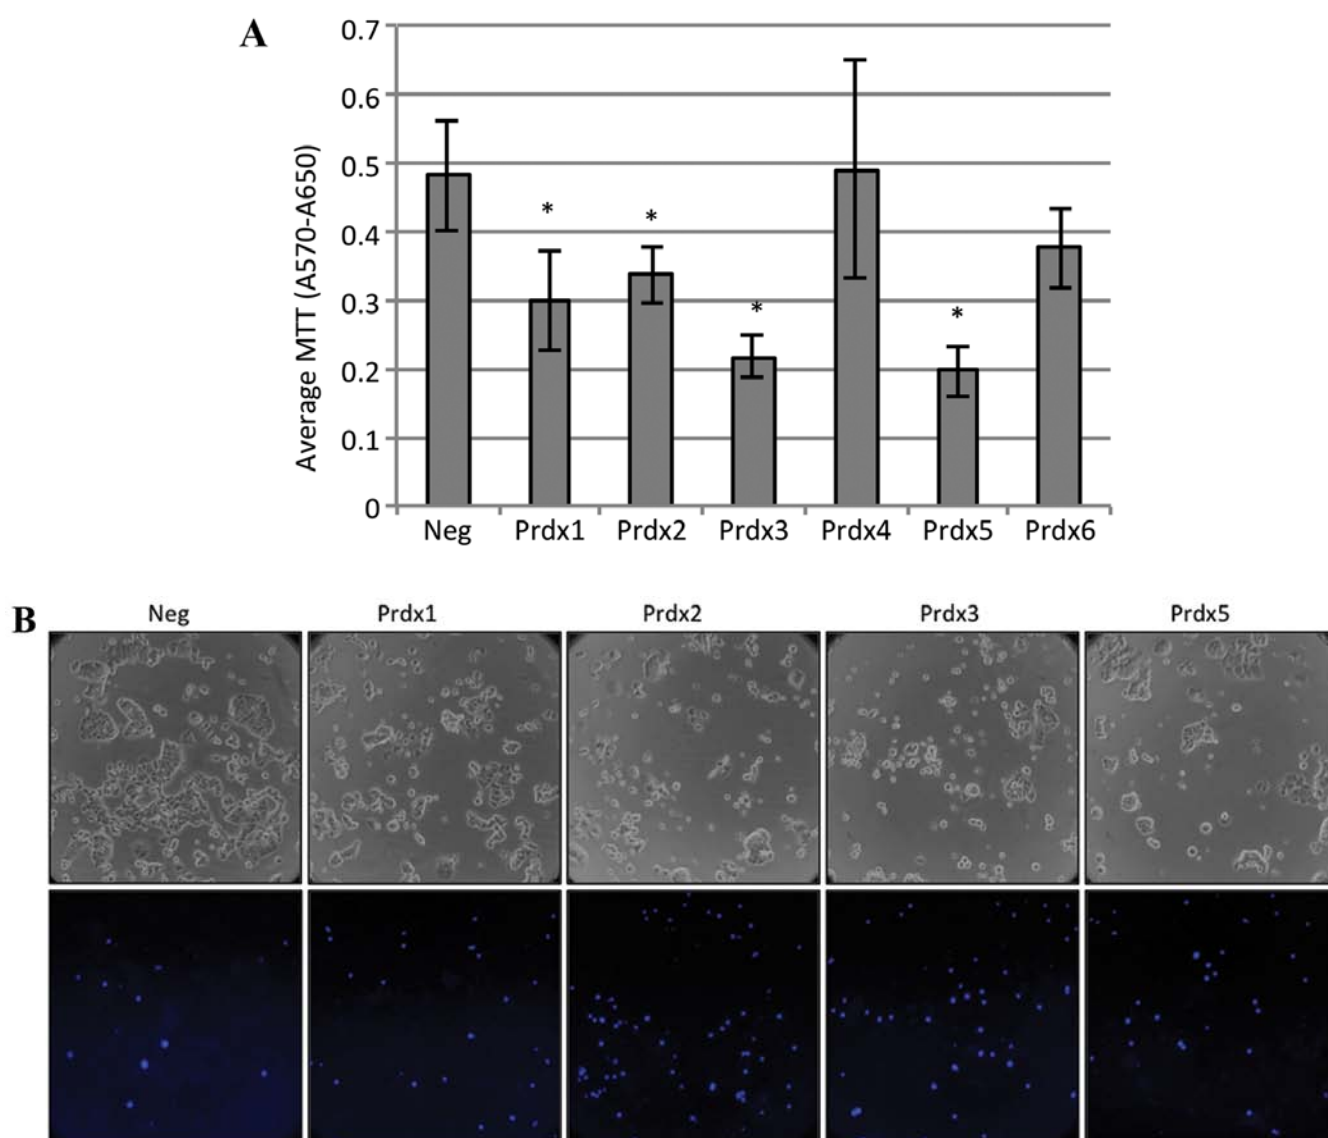 A
Average MTT (A570-A650)
0.7
0.6
0.5
0.4
0.3
0.2
0.1
0
* * * *
Neg Prdx1 Prdx2 Prdx3 Prdx4 Prdx5 Prdx6
B
Neg Prdx1 Prdx2 Prdx3 Prdx5